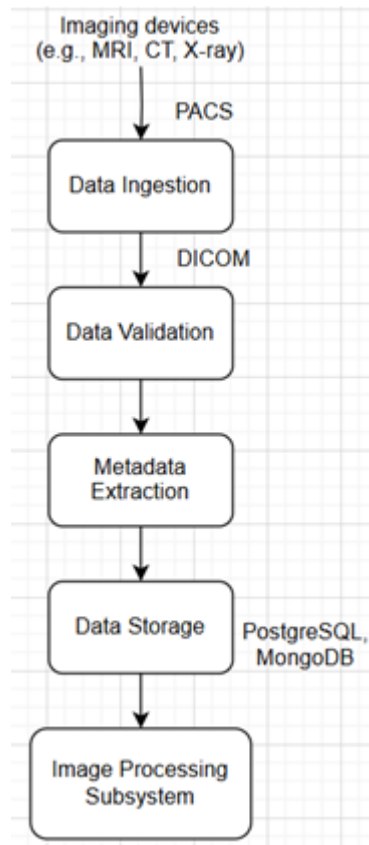 Imaging devices
(e.g., MRI, CT, X-ray)
PACS
Data Ingestion
DICOM
Data Validation
Metadata
Extraction
Data Storage
PostgreSQL,
MongoDB
Image Processing
Subsystem